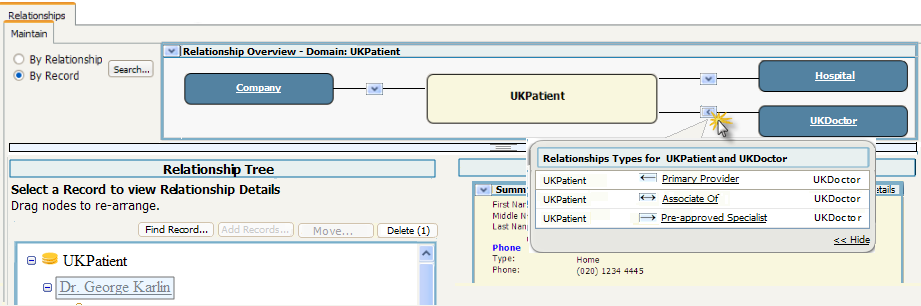 Relationships
Maintain
By Relationship
By Record
Search...
Relationship Overview - Domain: UKPatient
Company
UKPatient
Hospital
UKDoctor
Relationship Tree
Select a Record to view Relationship Details
Drag nodes to re-arrange.
Find Record...
Add Records...
Move...
Delete (1)
UKPatient
Dr. George Karlin
Relationships Types for UKPatient and UKDoctor
UKPatient Primary Provider UKDoctor
UKPatient Associate Of UKDoctor
UKPatient Pre-approved Specialist UKDoctor
<< Hide
Summ
First Nar
Middle N
Last Nan
Phone
Type: Home
Phone: (020) 1234 4445